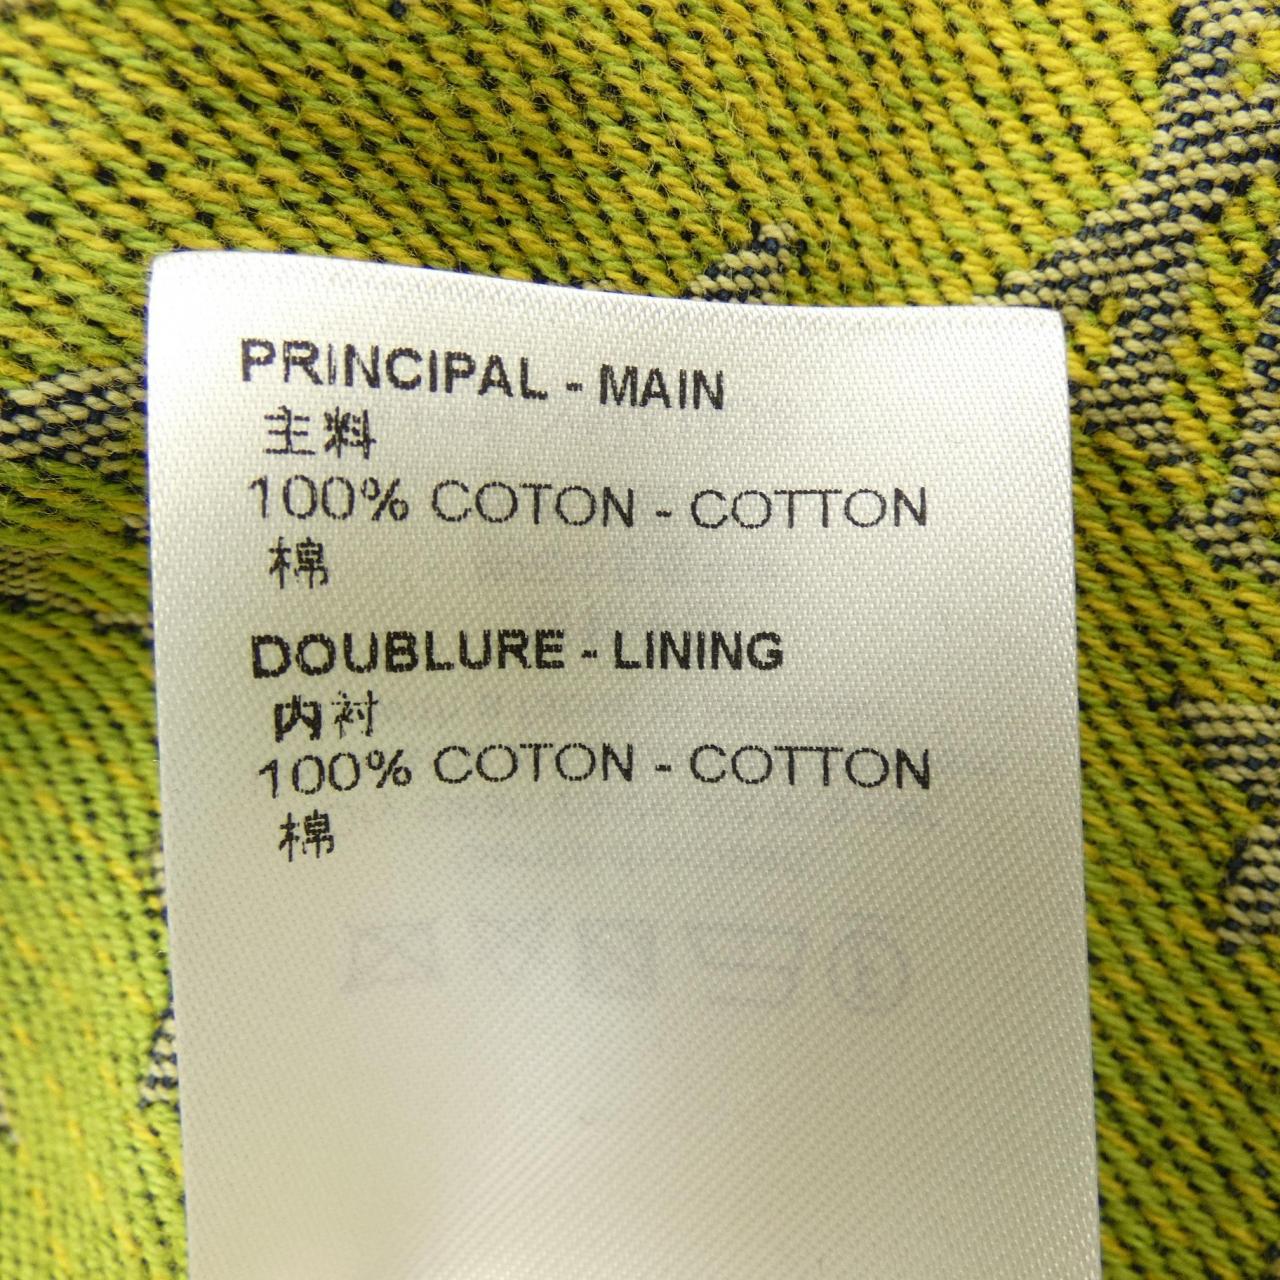 PRINCIPAL - MAIN
主料
100% COTON - COTTON
棉
DOUBLURE - LINING
内衬
100% COTON - COTTON
棉